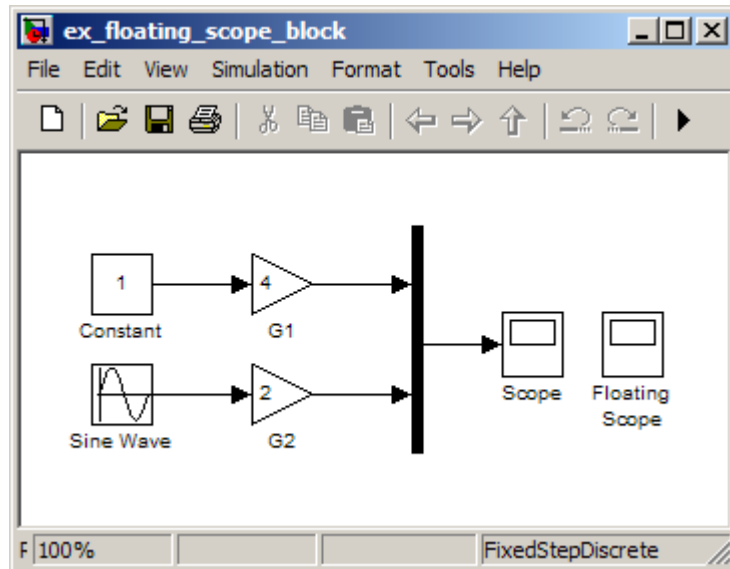 ex_floating_scope_block
File Edit View Simulation Format Tools Help
1
4
Constant
G1
2
Scope
Floating
Scope
Sine Wave
G2
F 100%
FixedStepDiscrete